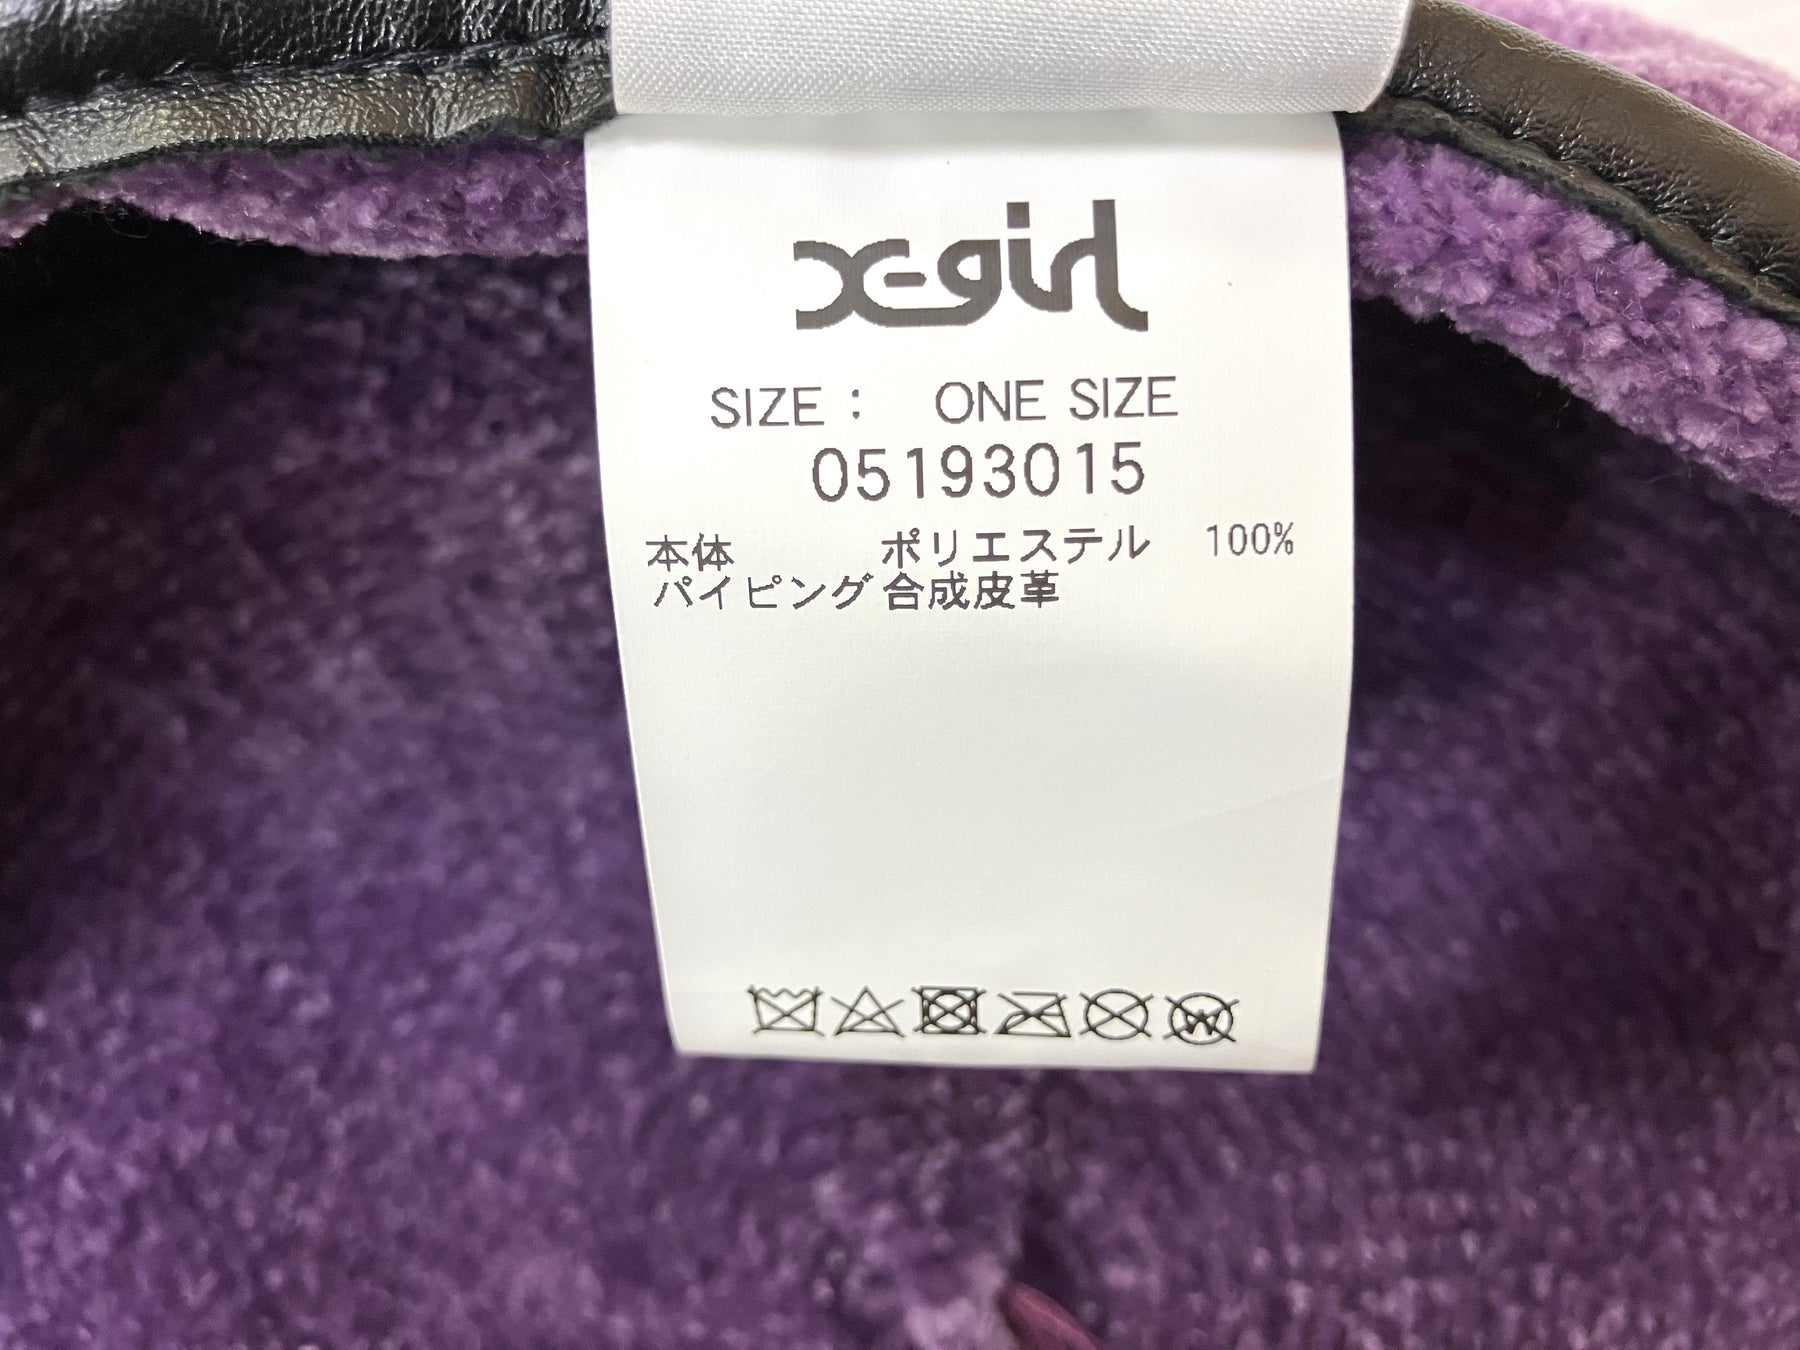 X-girl
SIZE： ONE SIZE
05193015
本体 ポリエステル 100%
パイピング 合成皮革
W